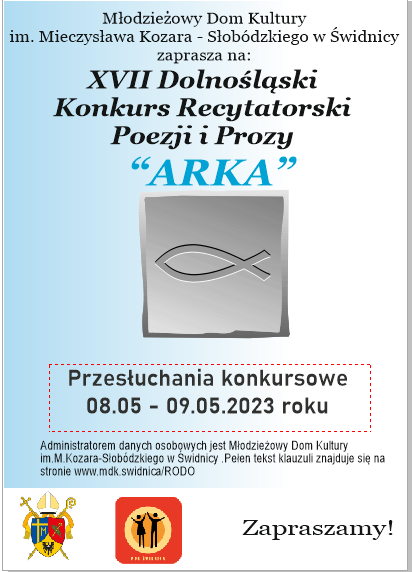 Młodzieżowy Dom Kultury
im. Mieczysława Kozara - Słobódzkiego w Świdnicy
zaprasza na:
XVII Dolnośląski
Konkurs Recytatorski
Poezji i Prozy
“ARKA”
Przesłuchania konkursowe
08.05 - 09.05.2023 roku
Administratorem danych osobowych jest Młodzieżowy Dom Kultury
im.M.Kozara-Słobódzkiego w Świdnicy .Pełen tekst klauzuli znajduje się na
stronie www.mdk.swidnica/RODO
MDK ŚWIDNICA
Zapraszamy!